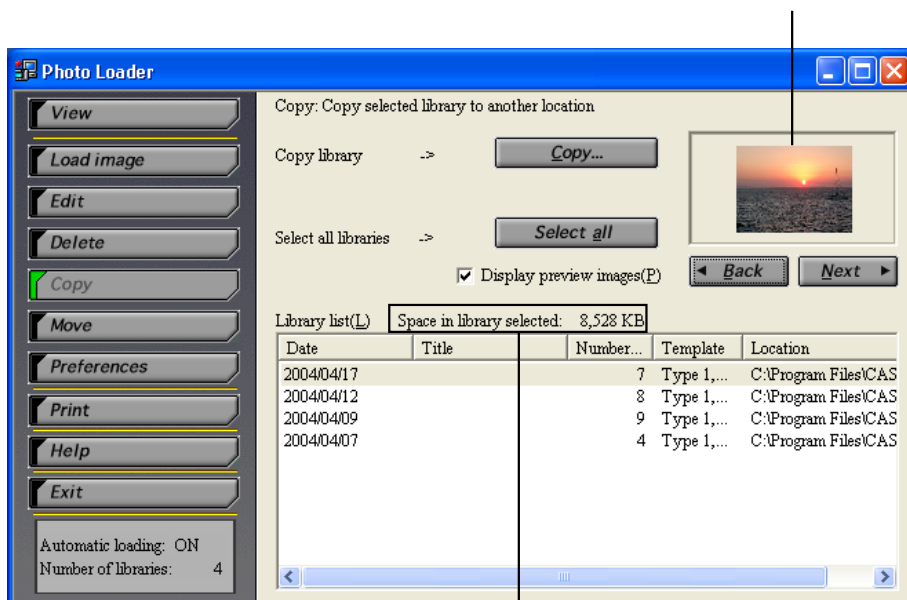 Photo Loader
View
Load image
Edit
Delete
Copy
Move
Preferences
Print
Help
Exit
Automatic loading: ON
Number of libraries: 4
Copy: Copy selected library to another location
Copy library -> Copy...
Select all libraries -> Select all
Display preview images(P)
Back Next
Library list(L) Space in library selected: 8,528 KB
Date Title Number... Template Location
2004/04/17 7 Type 1,... C:\Program Files\CAS
2004/04/12 8 Type 1,... C:\Program Files\CAS
2004/04/09 9 Type 1,... C:\Program Files\CAS
2004/04/07 4 Type 1,... C:\Program Files\CAS